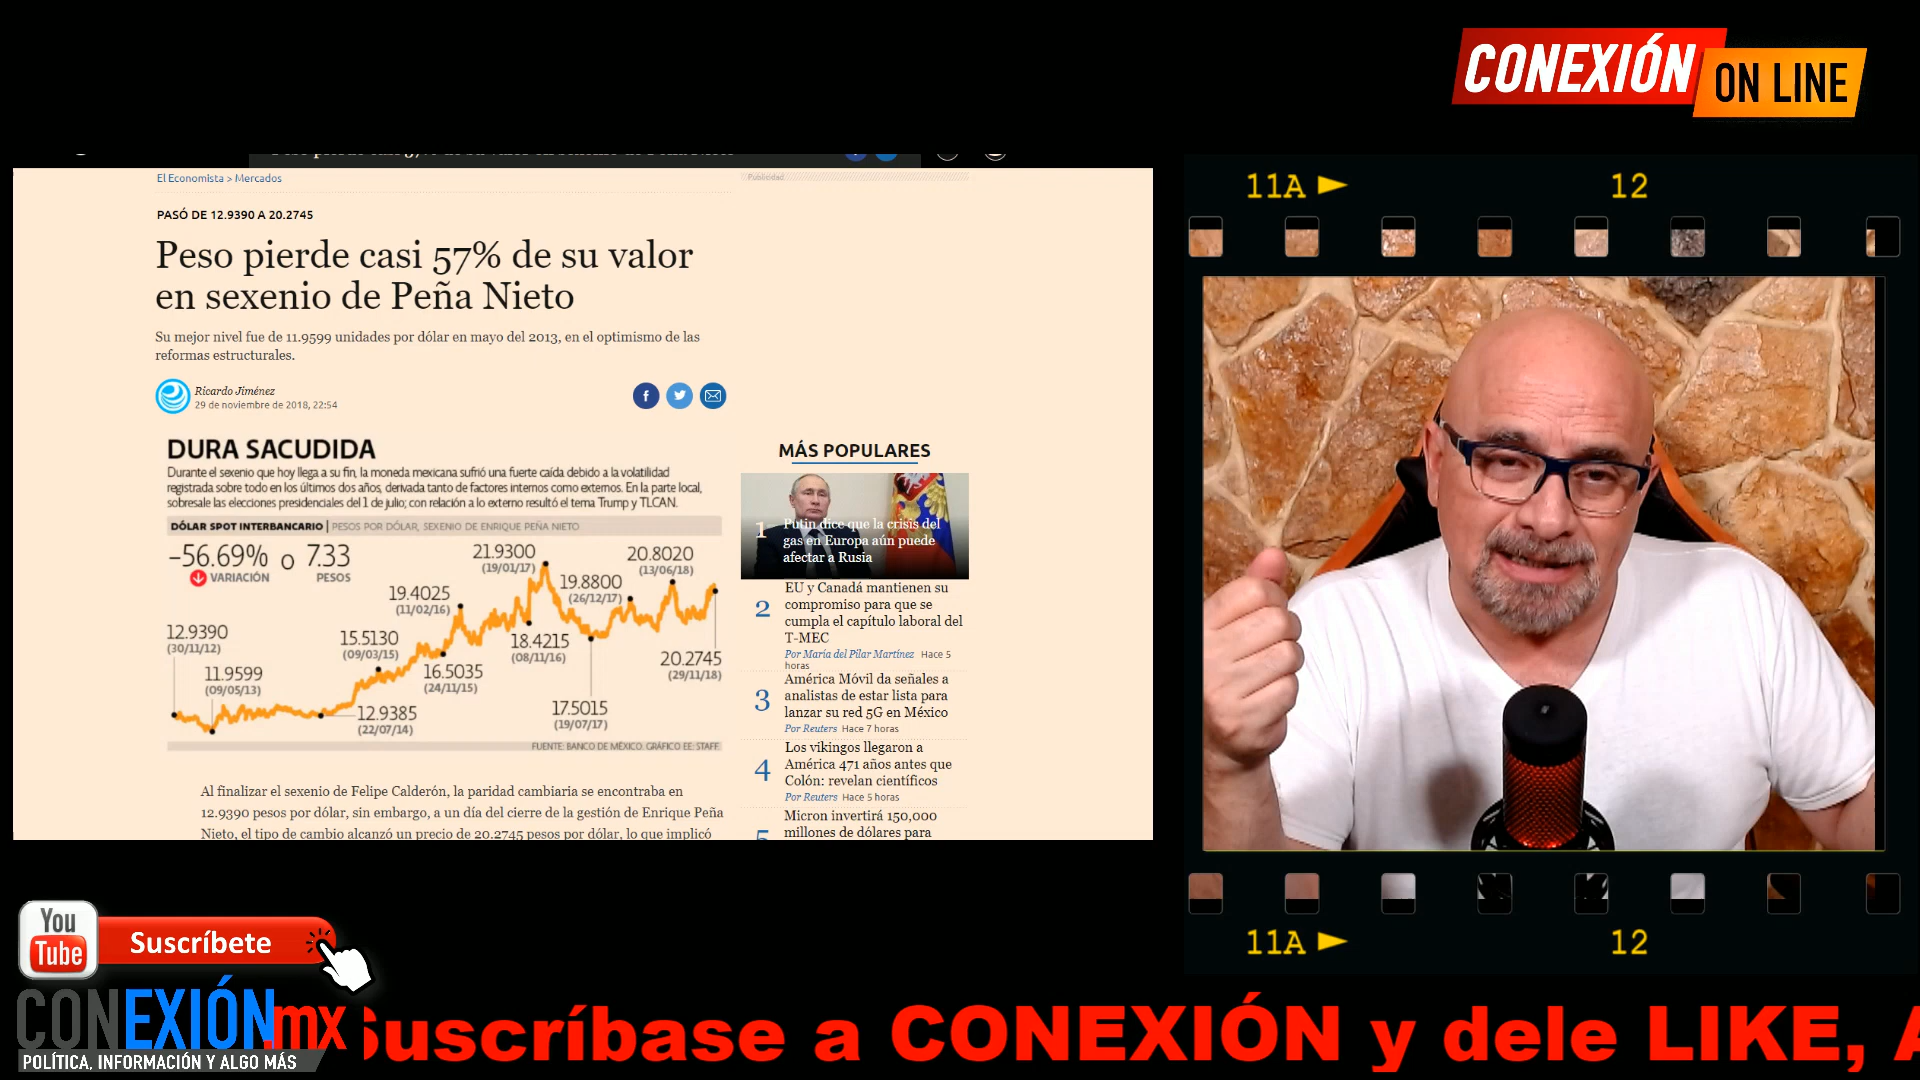 CONEXIÓN
ON LINE
El Economista > Mercados
Publicidad
PASÓ DE 12.9390 A 20.2745
Peso pierde casi 57% de su valor
en sexenio de Peña Nieto
Su mejor nivel fue de 11.9599 unidades por dólar en mayo del 2013, en el optimismo de las
reformas estructurales.
Ricardo Jiménez
29 de noviembre de 2018, 22:54
DURA SACUDIDA
Durante el sexenio que hoy llega a su fin, la moneda mexicana sufrió una fuerte caída debido a la volatilidad
registrada sobre todo en los últimos dos años, derivada tanto de factores internos como externos. En la parte local,
sobresale las elecciones presidenciales del 1 de julio; con relación a lo externo resultó el tema Trump y TLCAN.
DÓLAR SPOT INTERBANCARIO | PESOS POR DÓLAR, SEXENIO DE ENRIQUE PEÑA NIETO
−56.69% o 7.33
VARIACIÓN PESOS
12.9390
(30/11/12)
11.9599
(09/05/13)
12.9385
(22/07/14)
15.5130
(09/03/15)
16.5035
(24/11/15)
19.4025
(11/02/16)
18.4215
(08/11/16)
21.9300
(19/01/17)
17.5015
(19/07/17)
19.8800
(26/12/17)
20.8020
(13/06/18)
20.2745
(29/11/18)
FUENTE: BANCO DE MÉXICO. GRÁFICO EE: STAFF
Al finalizar el sexenio de Felipe Calderón, la paridad cambiaria se encontraba en
12.9390 pesos por dólar, sin embargo, a un día del cierre de la gestión de Enrique Peña
Nieto, el tipo de cambio alcanzó un precio de 20.2745 pesos por dólar, lo que implicó
MÁS POPULARES
1
Putin dice que la crisis del
gas en Europa aún puede
afectar a Rusia
2
EU y Canadá mantienen su
compromiso para que se
cumpla el capítulo laboral del
T-MEC
Por María del Pilar Martínez Hace 5
horas
3
América Móvil da señales a
analistas de estar lista para
lanzar su red 5G en México
Por Reuters Hace 7 horas
4
Los vikingos llegaron a
América 471 años antes que
Colón: revelan científicos
Por Reuters Hace 5 horas
5
Micron invertirá 150,000
millones de dólares para
11A
12
11A
12
You
Tube
Suscríbete
CONEXIÓN.mx
POLÍTICA, INFORMACIÓN Y ALGO MÁS
Suscríbase a CONEXIÓN y dele LIKE,